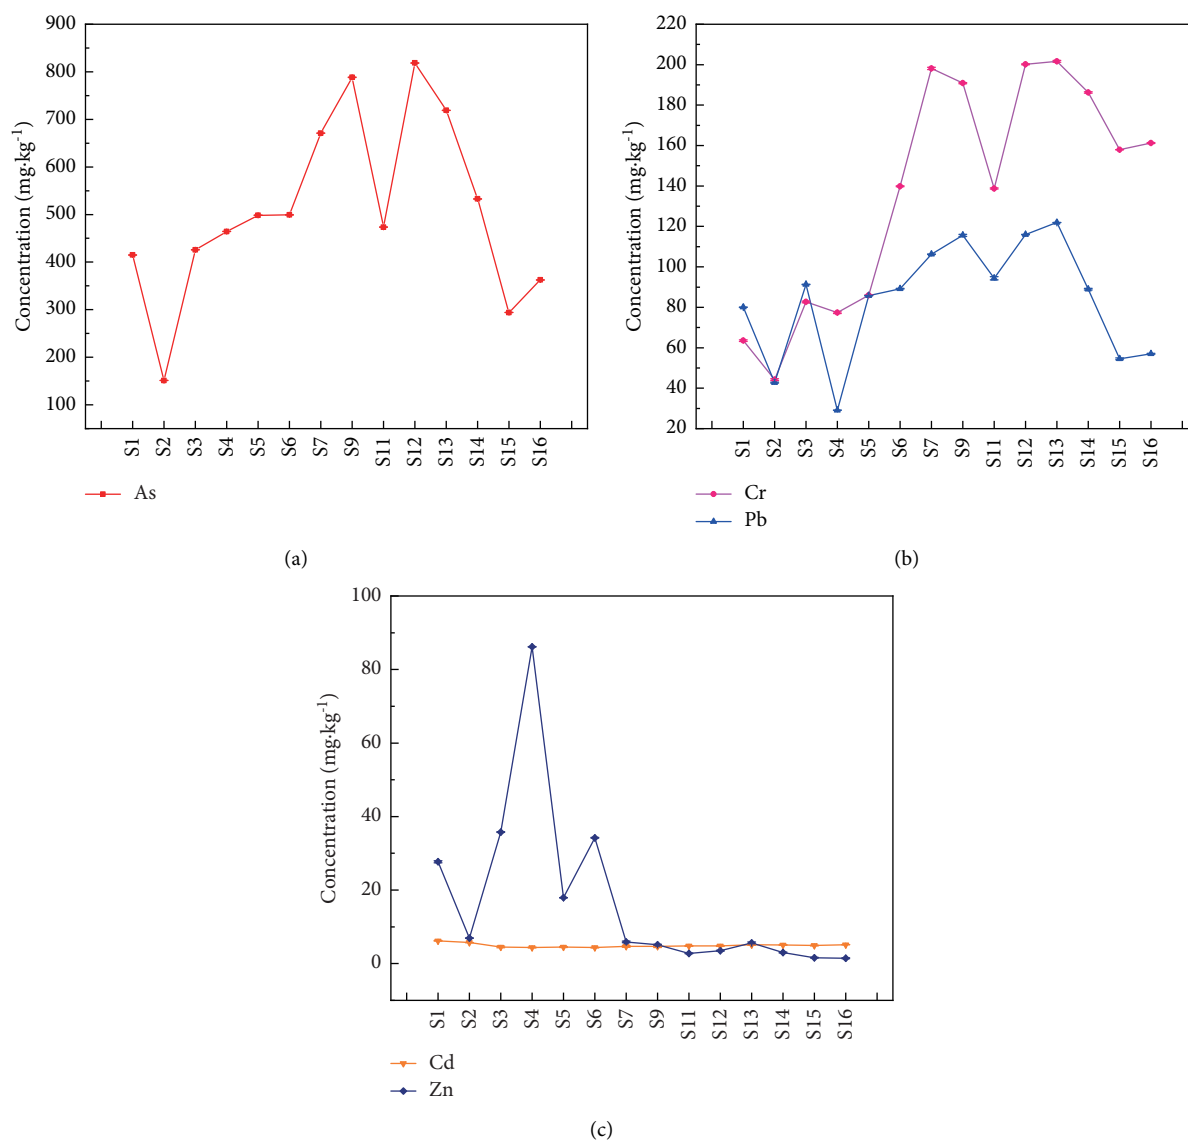 900
800
700
600
500
400
300
200
100
Concentration (mg·kg⁻¹)
S1 S2 S3 S4 S5 S6 S7 S9 S11 S12 S13 S14 S15 S16
As
(a)
220
200
180
160
140
120
100
80
60
40
20
Concentration (mg·kg⁻¹)
S1 S2 S3 S4 S5 S6 S7 S9 S11 S12 S13 S14 S15 S16
Cr
Pb
(b)
100
80
60
40
20
0
Concentration (mg·kg⁻¹)
S1 S2 S3 S4 S5 S6 S7 S9 S11 S12 S13 S14 S15 S16
Cd
Zn
(c)